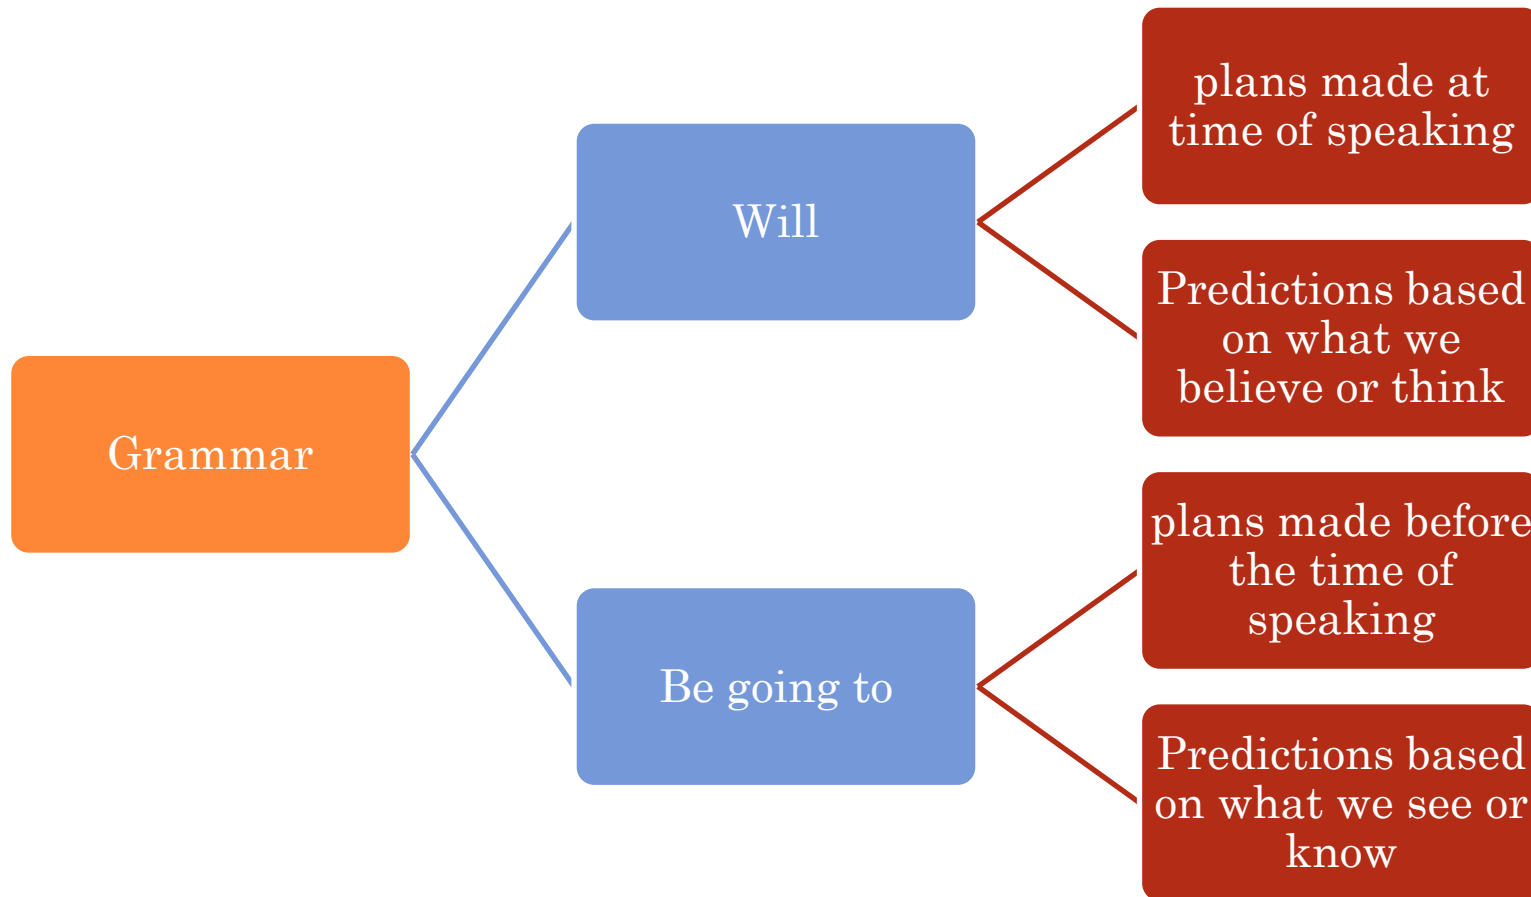 Grammar
Will
plans made at
time of speaking
Predictions based
on what we
believe or think
Be going to
plans made before
the time of
speaking
Predictions based
on what we see or
know